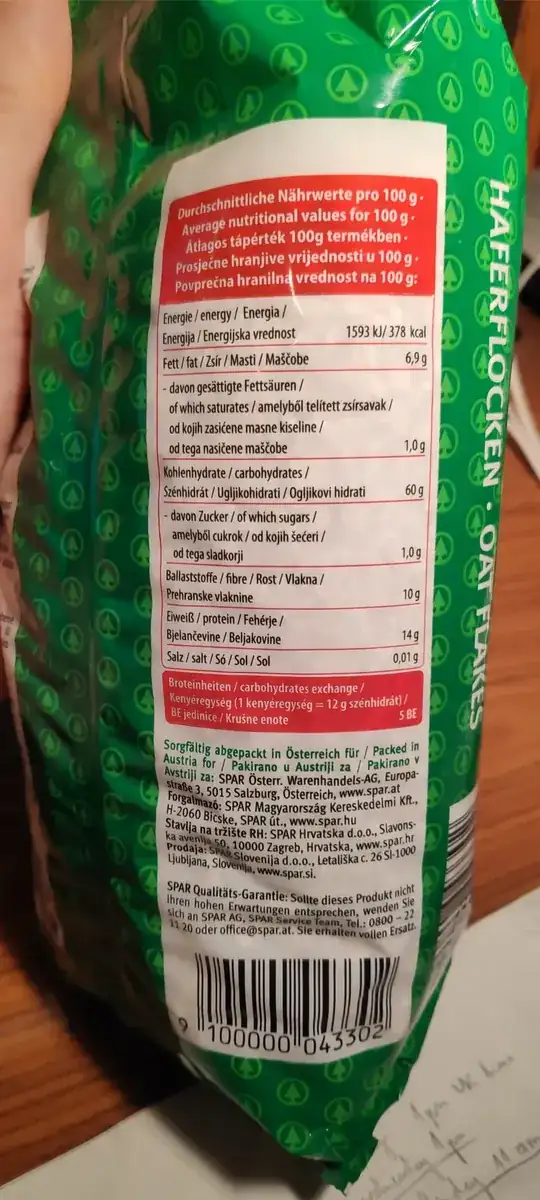 Durchschnittliche Nährwerte pro 100 g ·
Average nutritional values for 100 g ·
Átlagos tápérték 100g termékben ·
Prosječne hranjive vrijednosti u 100 g ·
Povprečna hranilna vrednost na 100 g:
Energie / energy / Energia /
Energija / Energijska vrednost 1593 kJ/ 378 kcal
Fett / fat / Zsír / Masti / Maščobe 6,9 g
- davon gesättigte Fettsäuren /
of which saturates / amelyből telített zsírsavak /
od kojih zasićene masne kiseline /
od tega nasičene maščobe 1,0 g
Kohlenhydrate / carbohydrates /
Szénhidrát / Ugljikohidrati / Ogljikovi hidrati 60 g
- davon Zucker / of which sugars /
amelyből cukrok / od kojih šećeri /
od tega sladkorji 1,0 g
Ballaststoffe / fibre / Rost / Vlakna /
Prehranske vlaknine 10 g
Eiweiß / protein / Fehérje /
Bjelančevine / Beljakovine 14 g
Salz / salt / Só / Sol / Sol 0,01 g
Broteinheiten / carbohydrates exchange /
Kenyéregység (1 kenyéregység = 12 g szénhidrát) /
BE jedinice / Krušne enote 5 BE
Sorgfältig abgepackt in Österreich für / Packed in
Austria for / Pakirano u Austriji za / Pakirano v
Avstriji za: SPAR Österr. Warenhandels-AG, Europa-
straße 3, 5015 Salzburg, Österreich, www.spar.at
Forgalmazó: SPAR Magyarország Kereskedelmi Kft.,
H-2060 Bicske, SPAR út., www.spar.hu
Stavlja na tržište RH: SPAR Hrvatska d.o.o., Slavons-
ka avenija 50, 10000 Zagreb, Hrvatska, www.spar.hr
Prodaja: SPAR Slovenija d.o.o., Letališka c. 26 SI-1000
Ljubljana, Slovenija, www.spar.si.
SPAR Qualitäts-Garantie: Sollte dieses Produkt nicht
Ihren hohen Erwartungen entsprechen, wenden Sie
sich an SPAR AG, SPAR Service Team, Tel.: 0800 – 22
11 20 oder office@spar.at. Sie erhalten vollen Ersatz.
9 100000 043302
HAFERFLOCKEN · OAT FLAKES
11 am